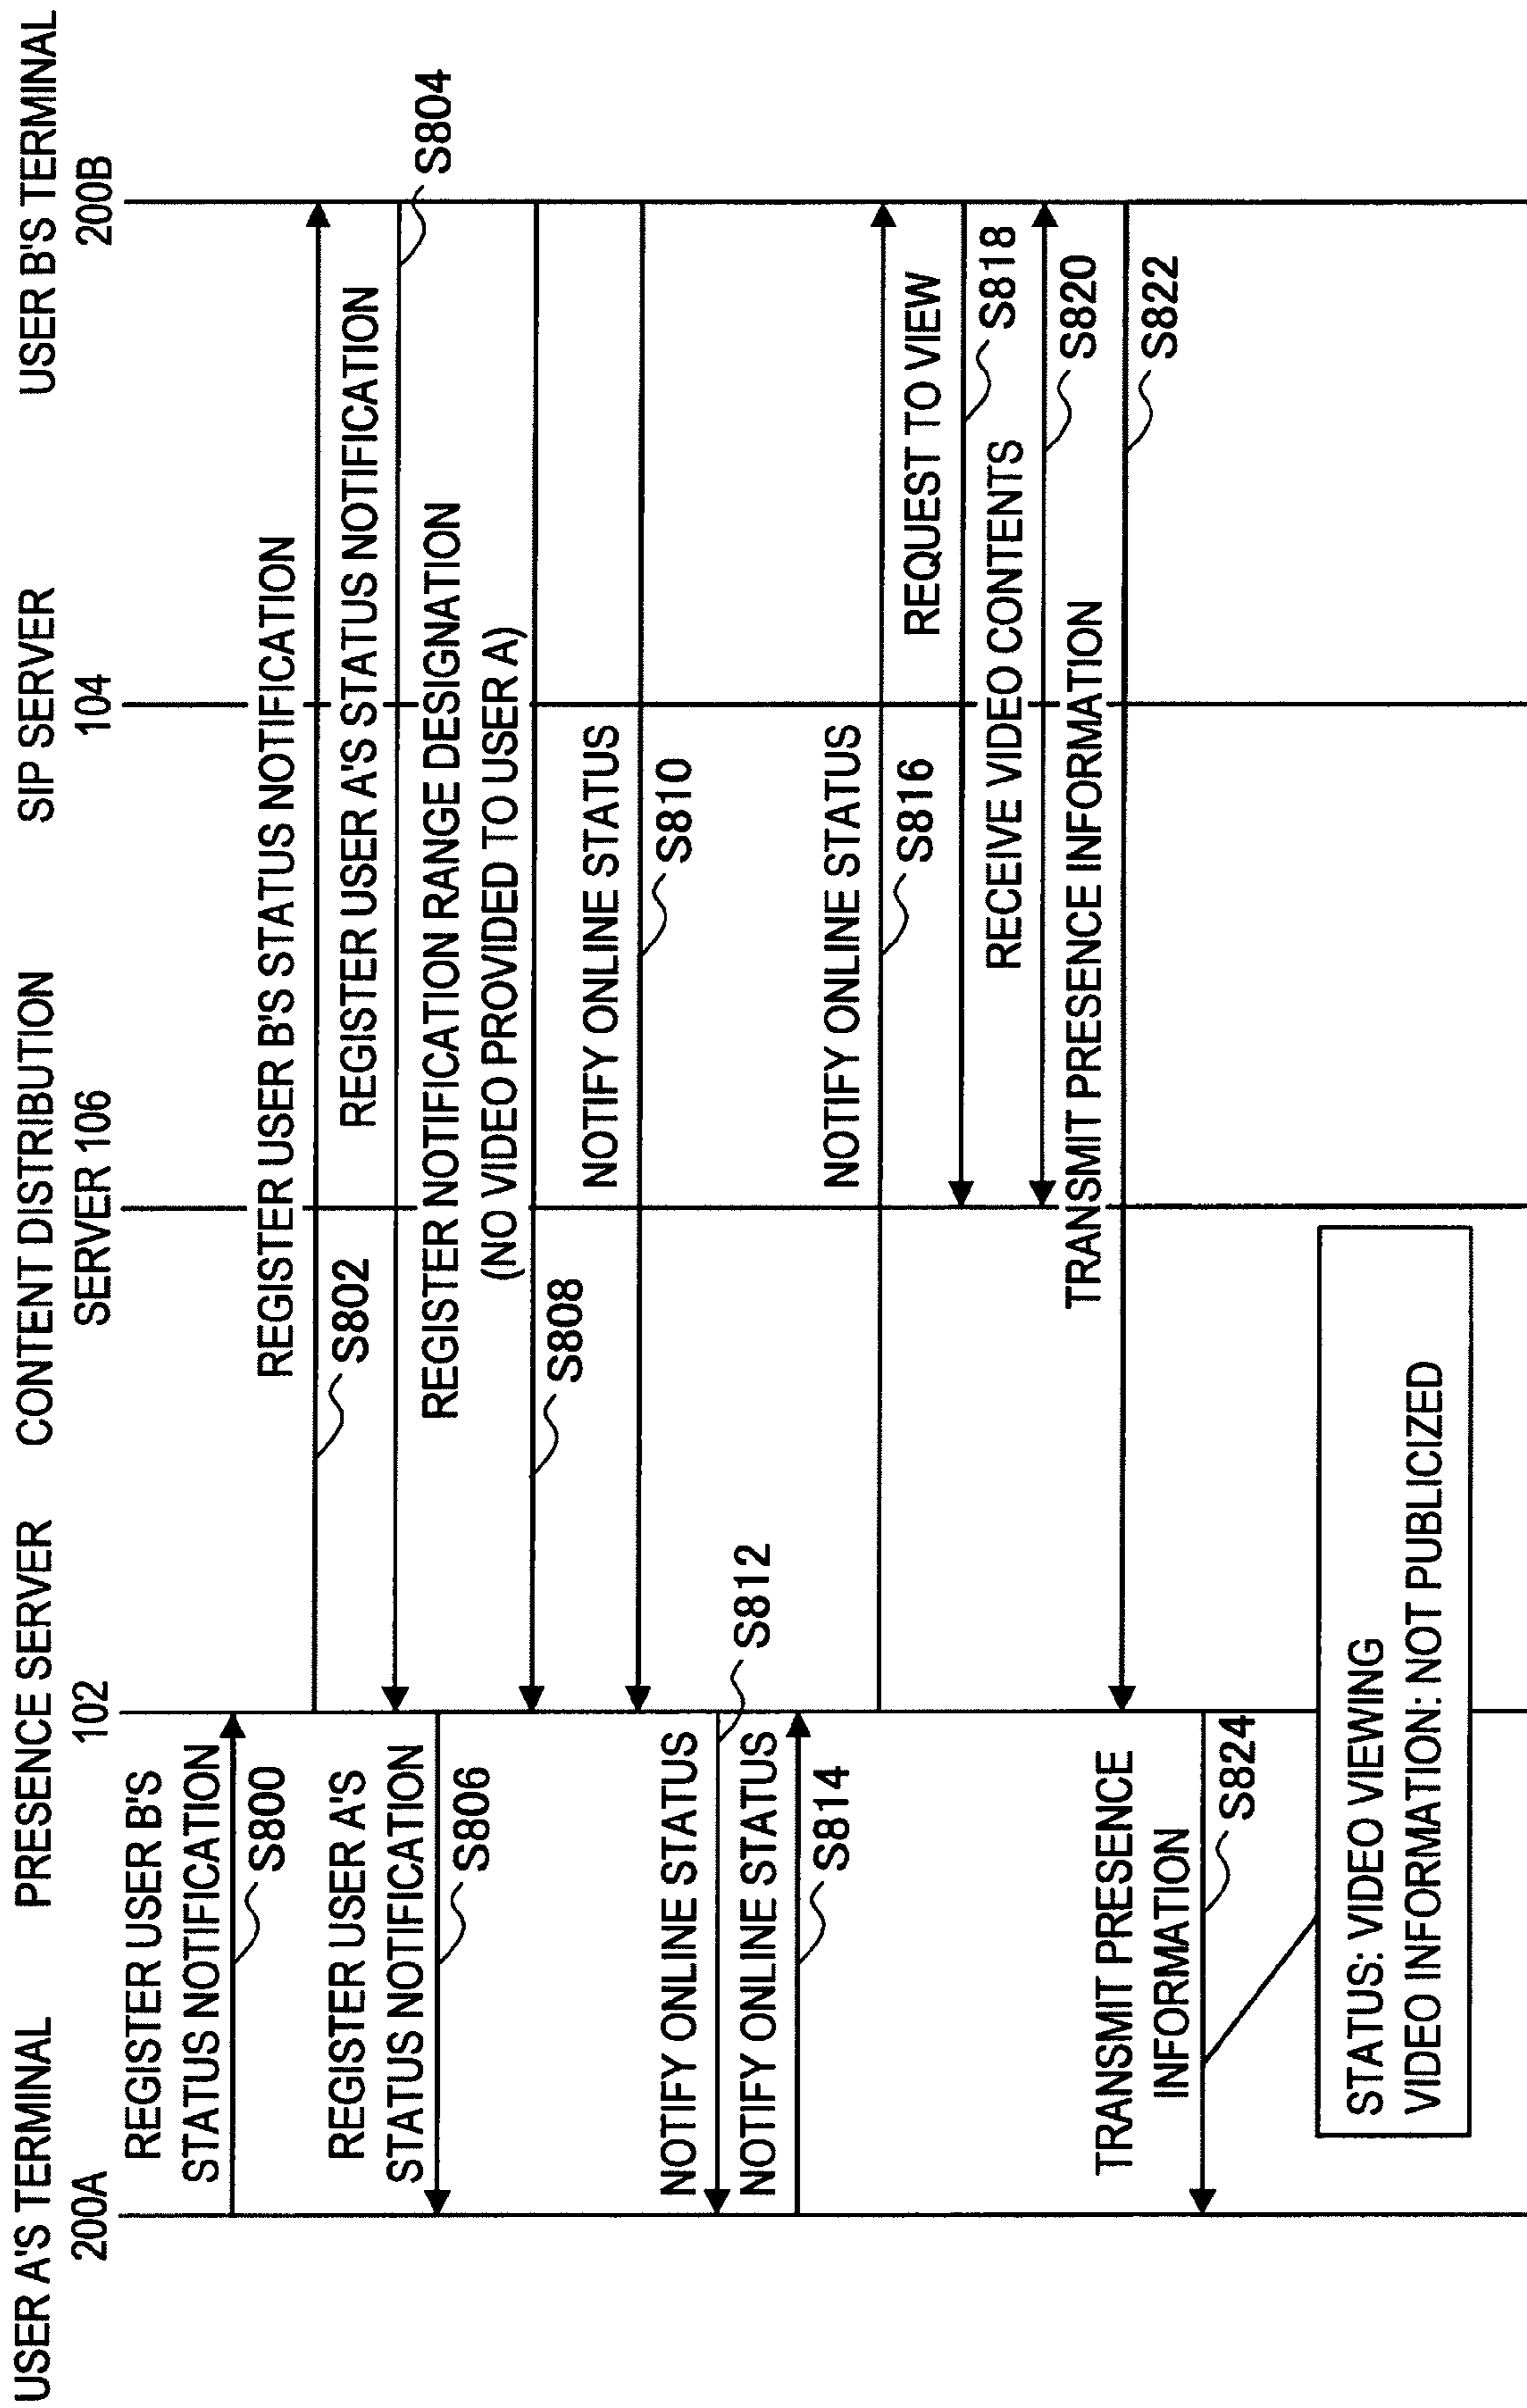 USER A'S TERMINAL
200A
PRESENCE SERVER
102
CONTENT DISTRIBUTION
SERVER 106
SIP SERVER
104
USER B'S TERMINAL
200B
REGISTER USER B'S
STATUS NOTIFICATION
S800
REGISTER USER B'S STATUS NOTIFICATION
S802
REGISTER USER A'S STATUS NOTIFICATION
S804
REGISTER USER A'S
STATUS NOTIFICATION
S806
REGISTER NOTIFICATION RANGE DESIGNATION
(NO VIDEO PROVIDED TO USER A)
S808
NOTIFY ONLINE STATUS
S810
NOTIFY ONLINE STATUS
S812
NOTIFY ONLINE STATUS
S814
NOTIFY ONLINE STATUS
S816
REQUEST TO VIEW
S818
RECEIVE VIDEO CONTENTS
S820
TRANSMIT PRESENCE INFORMATION
S822
TRANSMIT PRESENCE
INFORMATION
S824
STATUS: VIDEO VIEWING
VIDEO INFORMATION: NOT PUBLICIZED